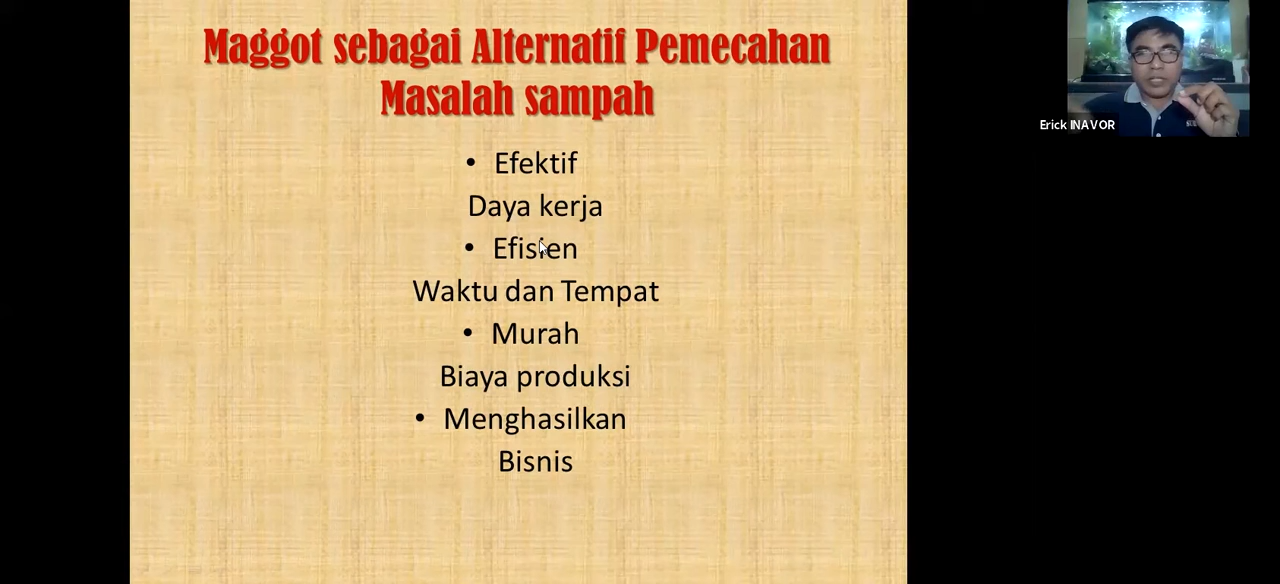 Maggot sebagai Alternatif Pemecahan
Masalah sampah
• Efektif
Daya kerja
• Efisien
Waktu dan Tempat
• Murah
Biaya produksi
• Menghasilkan
Bisnis
Erick INAVOR